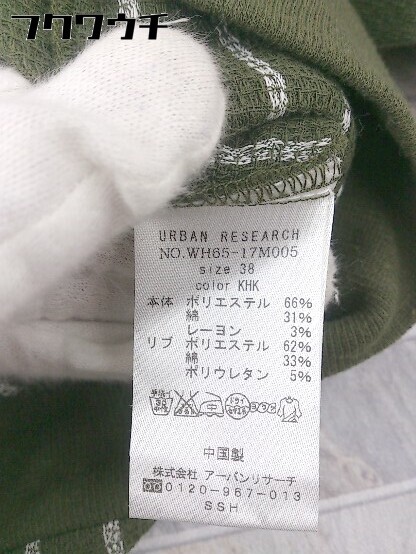 フクワウチ
URBAN RESEARCH
NO.WH65-17M005
size 38
color KHK
本体 ポリエステル 66%
綿 31%
レーヨン 3%
リブ ポリエステル 62%
綿 33%
ポリウレタン 5%
中国製
株式会社 アーバンリサーチ
0120-967-013
SSH